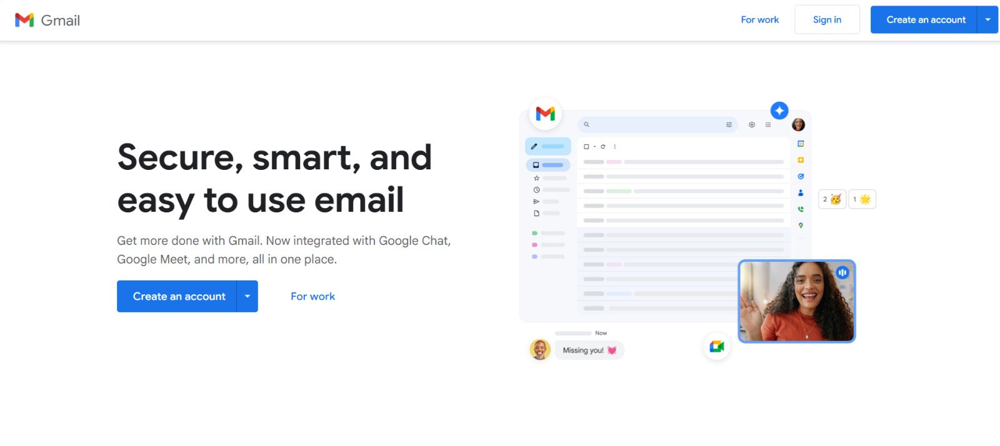 Gmail
For work
Sign in
Create an account
Secure, smart, and
easy to use email
Get more done with Gmail. Now integrated with Google Chat,
Google Meet, and more, all in one place.
Create an account
For work
2
1
Now
Missing you!